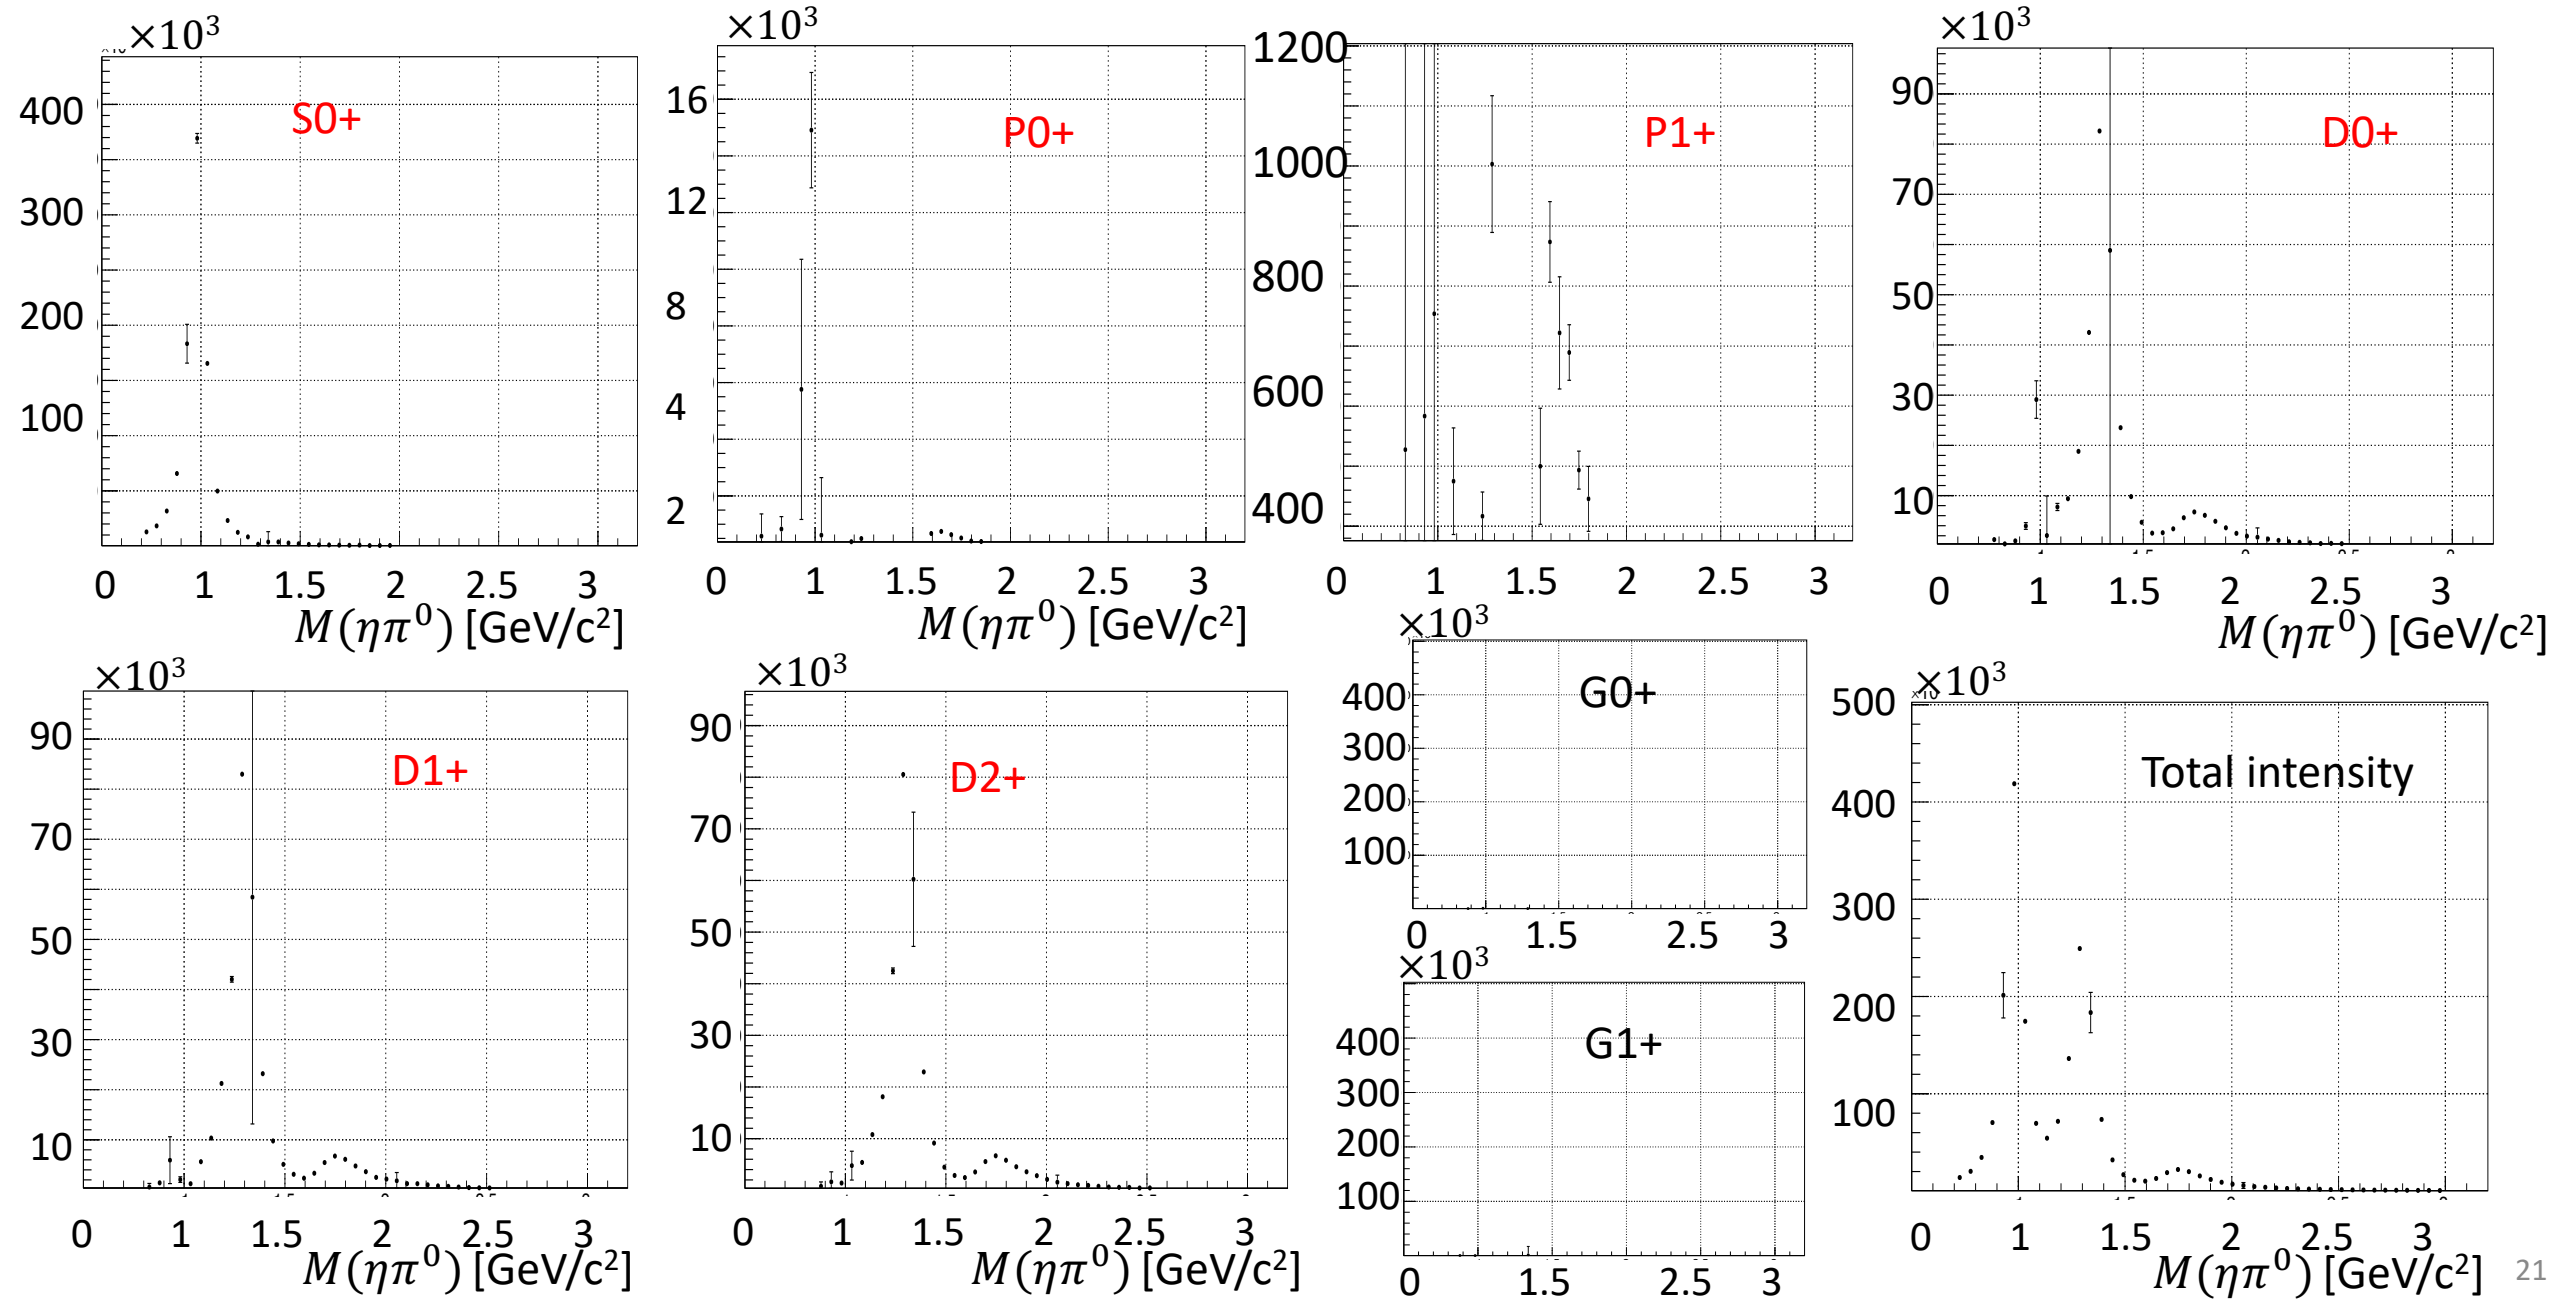 ×10³
S0+
400
300
200
100
0 1 1.5 2 2.5 3
M(ηπ⁰) [GeV/c²]
×10³
P0+
16
12
8
4
2
0 1 1.5 2 2.5 3
M(ηπ⁰) [GeV/c²]
P1+
1200
1000
800
600
400
0 1 1.5 2 2.5 3
×10³
D0+
90
70
50
30
10
0 1 1.5 2 2.5 3
M(ηπ⁰) [GeV/c²]
×10³
D1+
90
70
50
30
10
0 1 1.5 2 2.5 3
M(ηπ⁰) [GeV/c²]
×10³
D2+
90
70
50
30
10
0 1 1.5 2 2.5 3
M(ηπ⁰) [GeV/c²]
×10³
G0+
400
300
200
100
0 1.5 2.5 3
×10³
G1+
400
300
200
100
0 1.5 2.5 3
×10³
Total intensity
500
400
300
200
100
0 1 1.5 2 2.5 3
M(ηπ⁰) [GeV/c²]
21